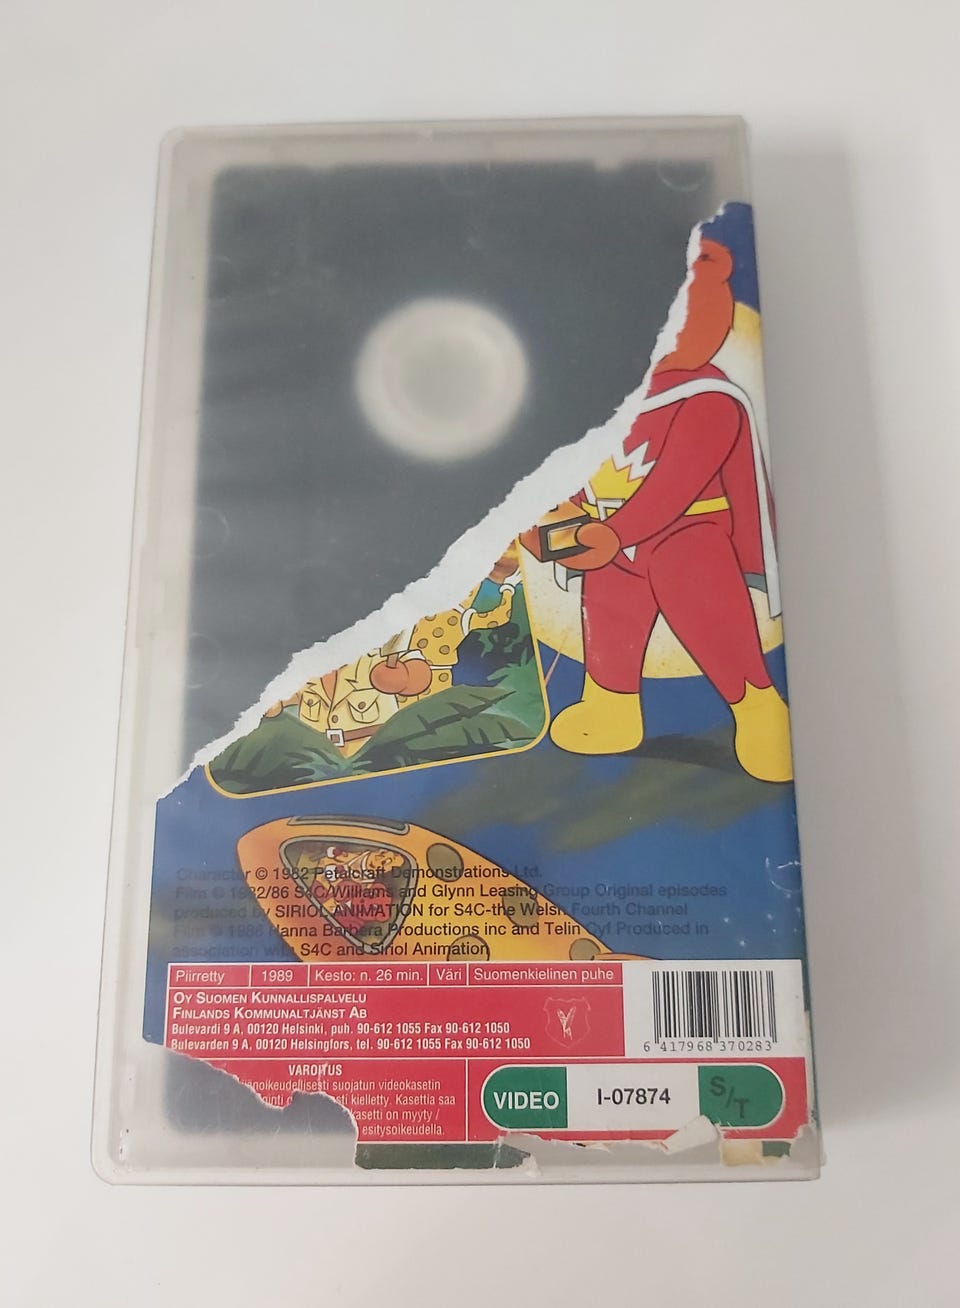 Character © 1982 Petalcraft Demonstrations Ltd.
Film © 1982/86 S4C/Williams and Glynn Leasing Group Original episodes
produced by SIRIOL ANIMATION for S4C-the Welsh Fourth Channel
Film © 1986 Hanna Barbera Productions inc and Telin Cyf Produced in
association with S4C and Siriol Animation
Piirretty 1989 Kesto: n. 26 min. Väri Suomenkielinen puhe
OY SUOMEN KUNNALLISPALVELU
FINLANDS KOMMUNALTJÄNST AB
Bulevardi 9 A, 00120 Helsinki, puh. 90-612 1055 Fax 90-612 1050
Bulevarden 9 A, 00120 Helsingfors, tel. 90-612 1055 Fax 90-612 1050
6 417968 370283
VAROITUS
suojatun videokasetin
kielletty. Kasettia saa
kasetti on myyty /
esitysoikeudella.
VIDEO I-07874 S/T